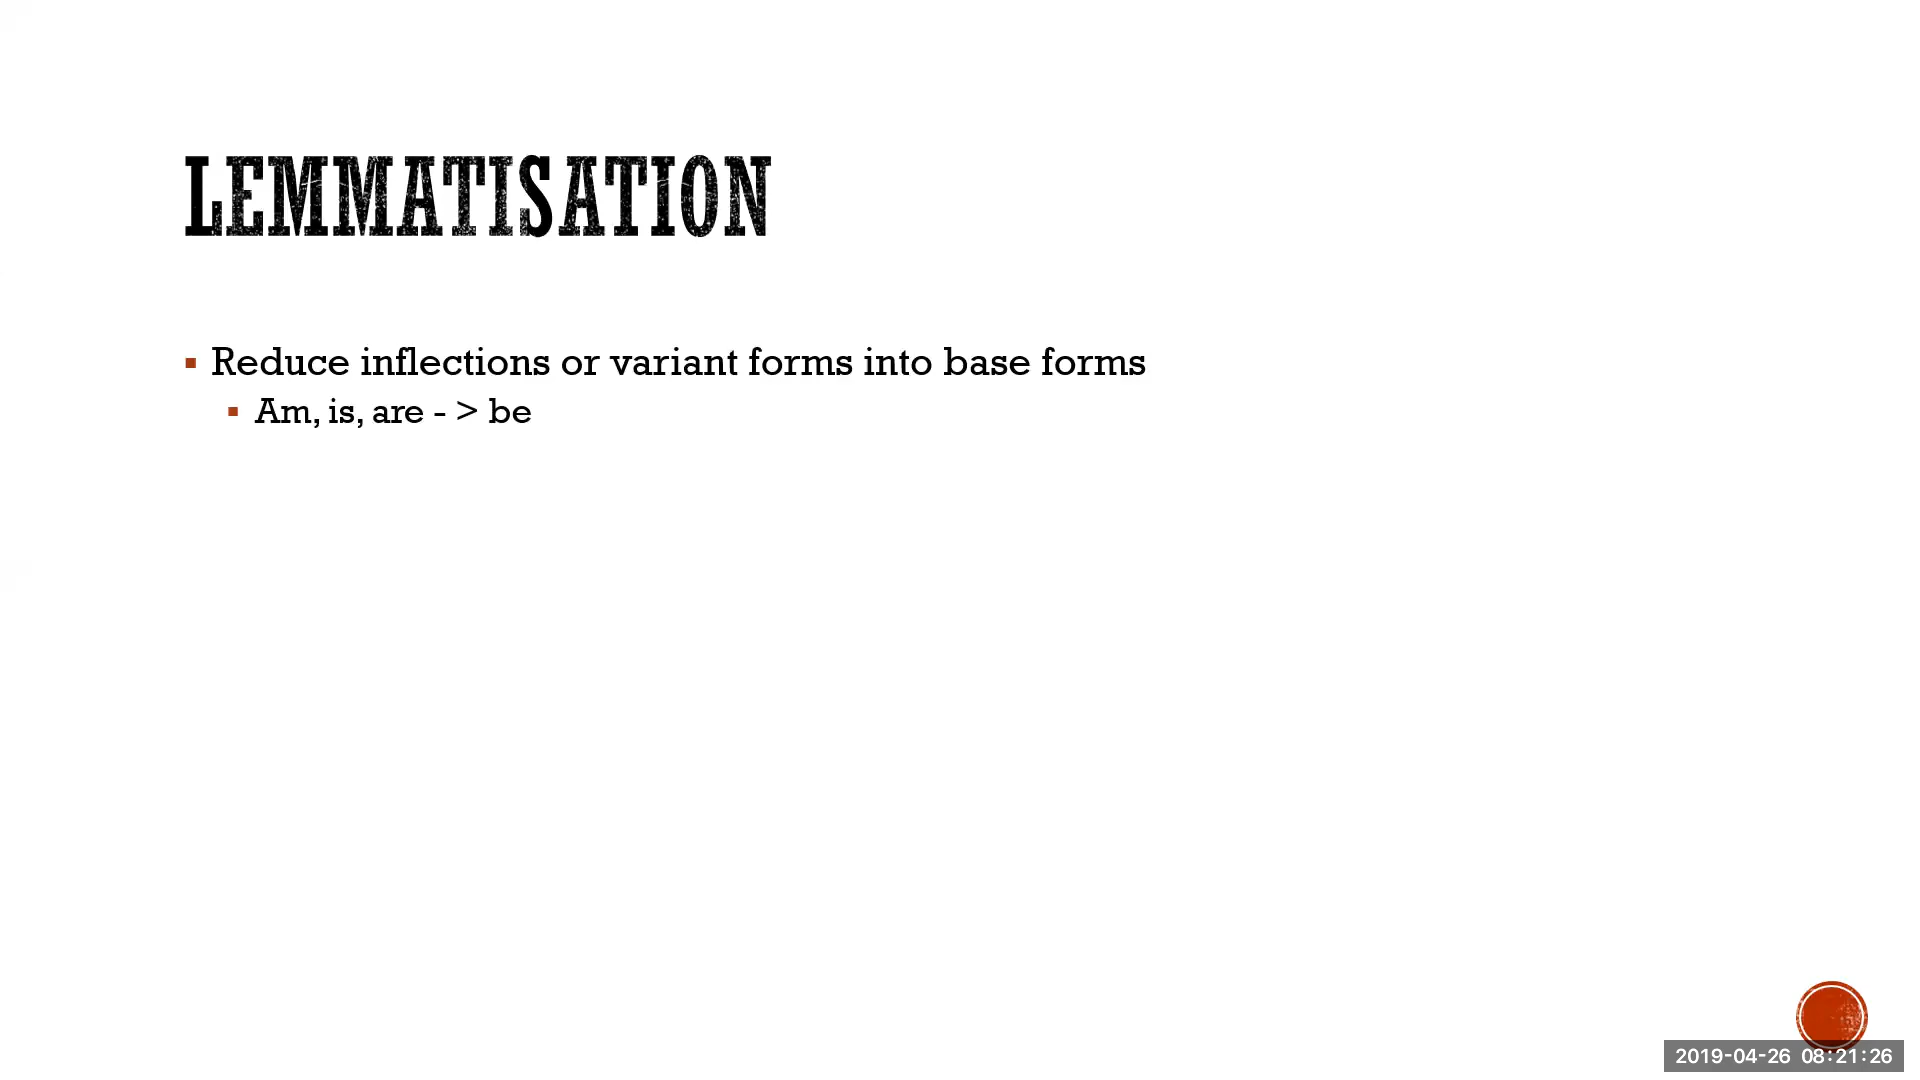 LEMMATISATION
▪ Reduce inflections or variant forms into base forms
▪ Am, is, are - > be
2019-04-26 08:21:26